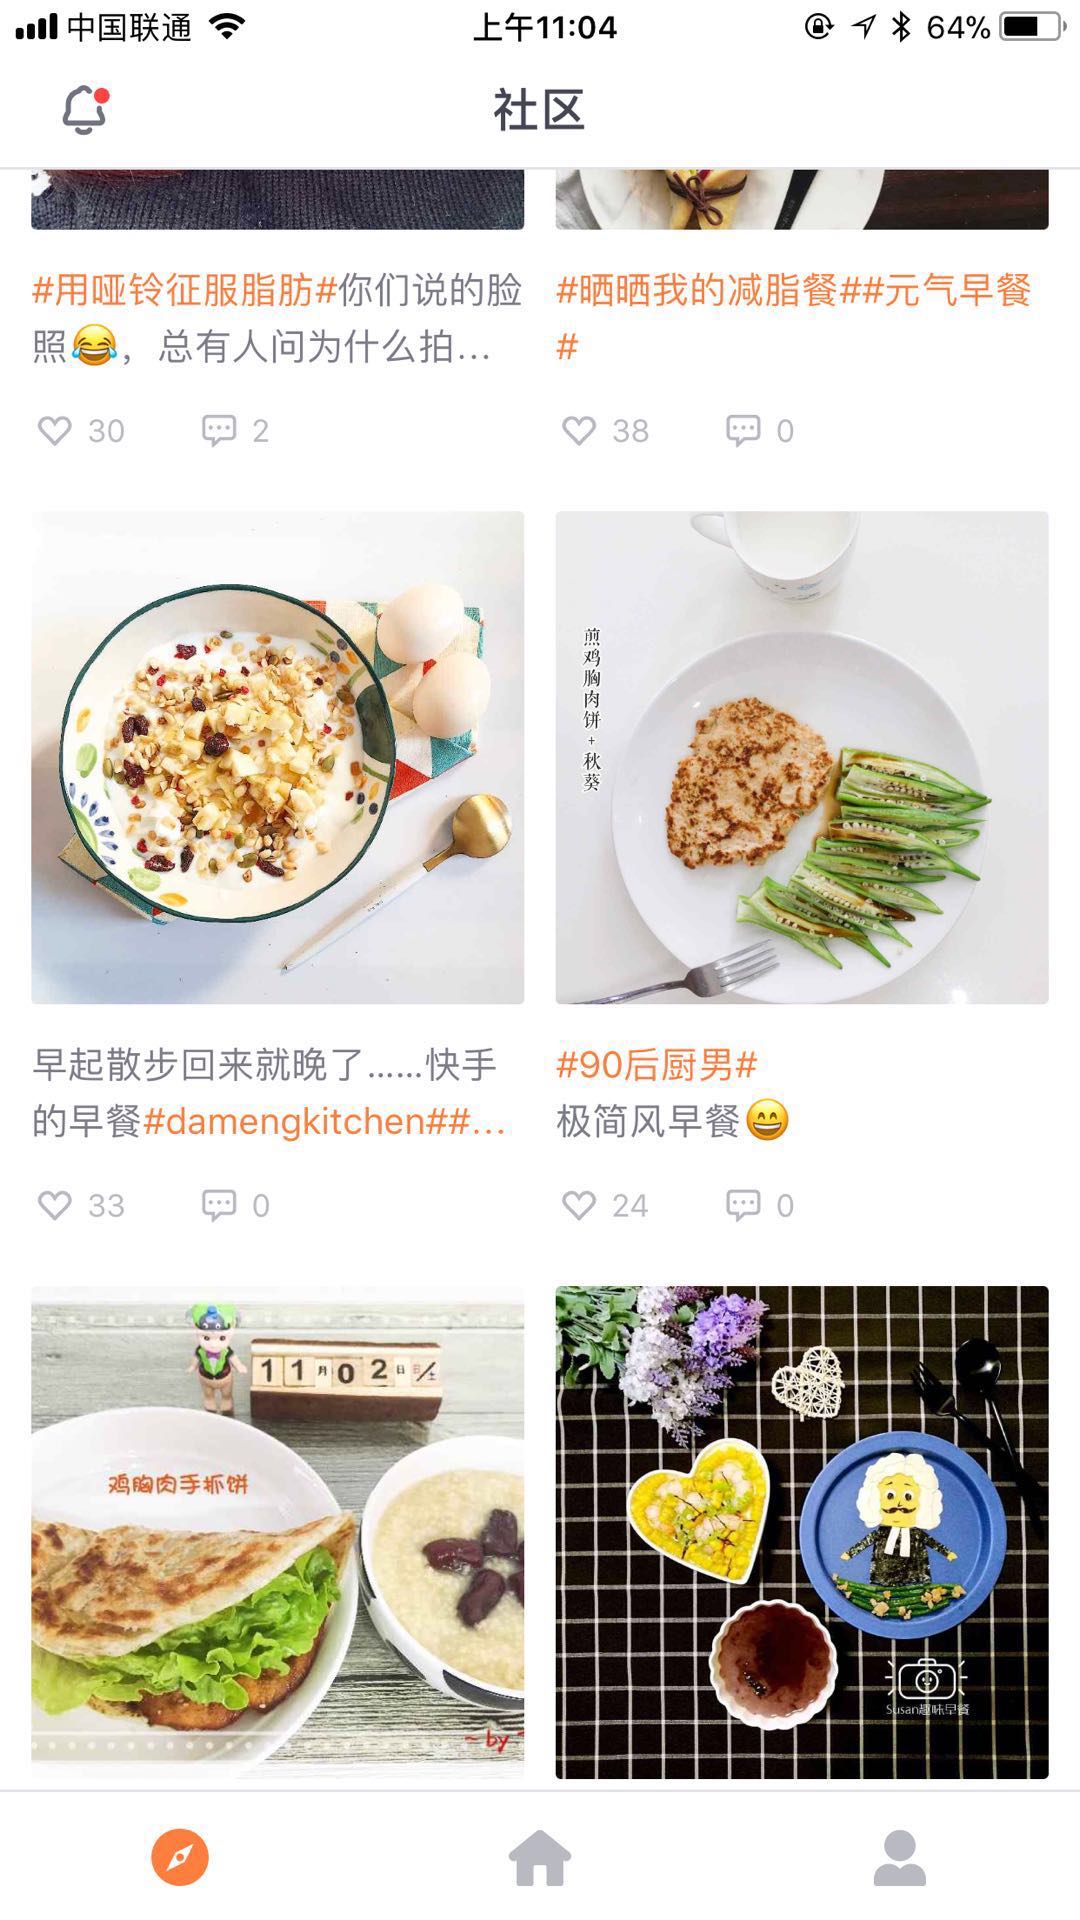 中国联通
上午11:04
64%
社区
#用哑铃征服脂肪#你们说的脸
照😂，总有人问为什么拍...
30
2
#晒晒我的减脂餐##元气早餐
#
38
0
煎鸡胸肉饼+秋葵
早起散步回来就晚了......快手
的早餐#damengkitchen##...
33
0
#90后厨男#
极简风早餐😄
24
0
11月02日
鸡胸肉手抓饼
~by
Susan趣味早餐